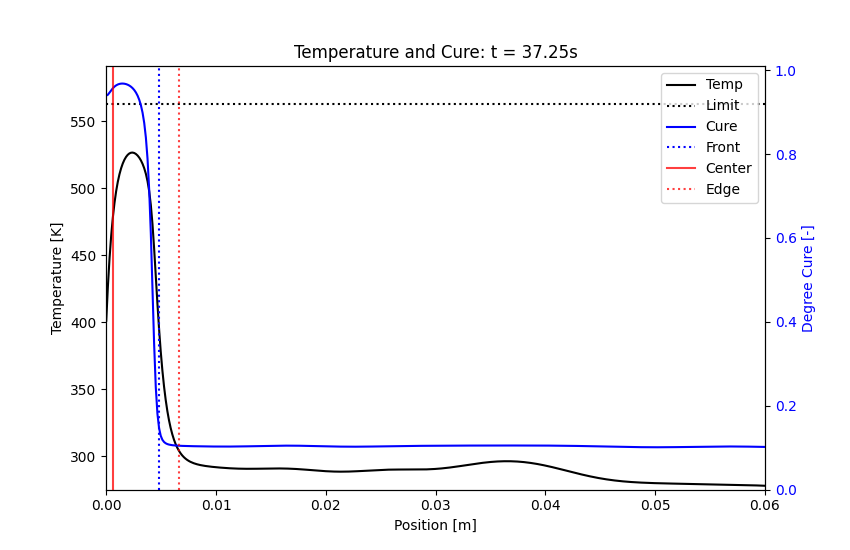 Temperature and Cure: t = 37.25s
Temp
Limit
Cure
Front
Center
Edge
550
500
450
400
350
300
Temperature [K]
1.0
0.8
0.6
0.4
0.2
0.0
Degree Cure [-]
0.00 0.01 0.02 0.03 0.04 0.05 0.06
Position [m]